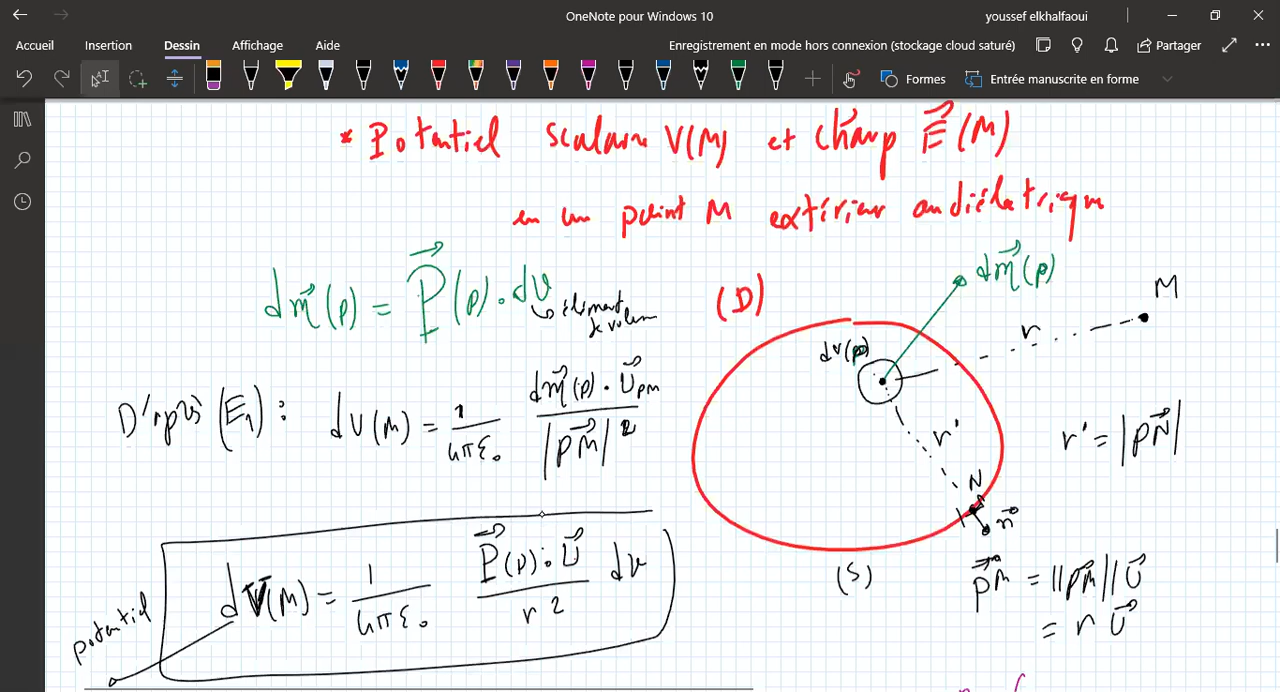 OneNote pour Windows 10
youssef elkhalfaoui
Accueil Insertion Dessin Affichage Aide
Enregistrement en mode hors connexion (stockage cloud saturé)
Partager
Formes
Entrée manuscrite en forme
* Potentiel scalaire V(M) et champ E⃗(M)
en un point M extérieur au diélectrique
dm⃗(p) = P⃗(p) . dv
élément de volume
(D)
dm⃗(p)
M
r
dv(p)
D'après (E₁) : dV(M) = 1/4πε₀ dm⃗(p) . U⃗PM / |PM⃗|²
r'
r' = |PN⃗|
N
n⃗
(S)
potentiel
dV(M) = 1/4πε₀ P⃗(p) . U⃗ / r² dv
PM⃗ = ||PM⃗|| U⃗
= r U⃗